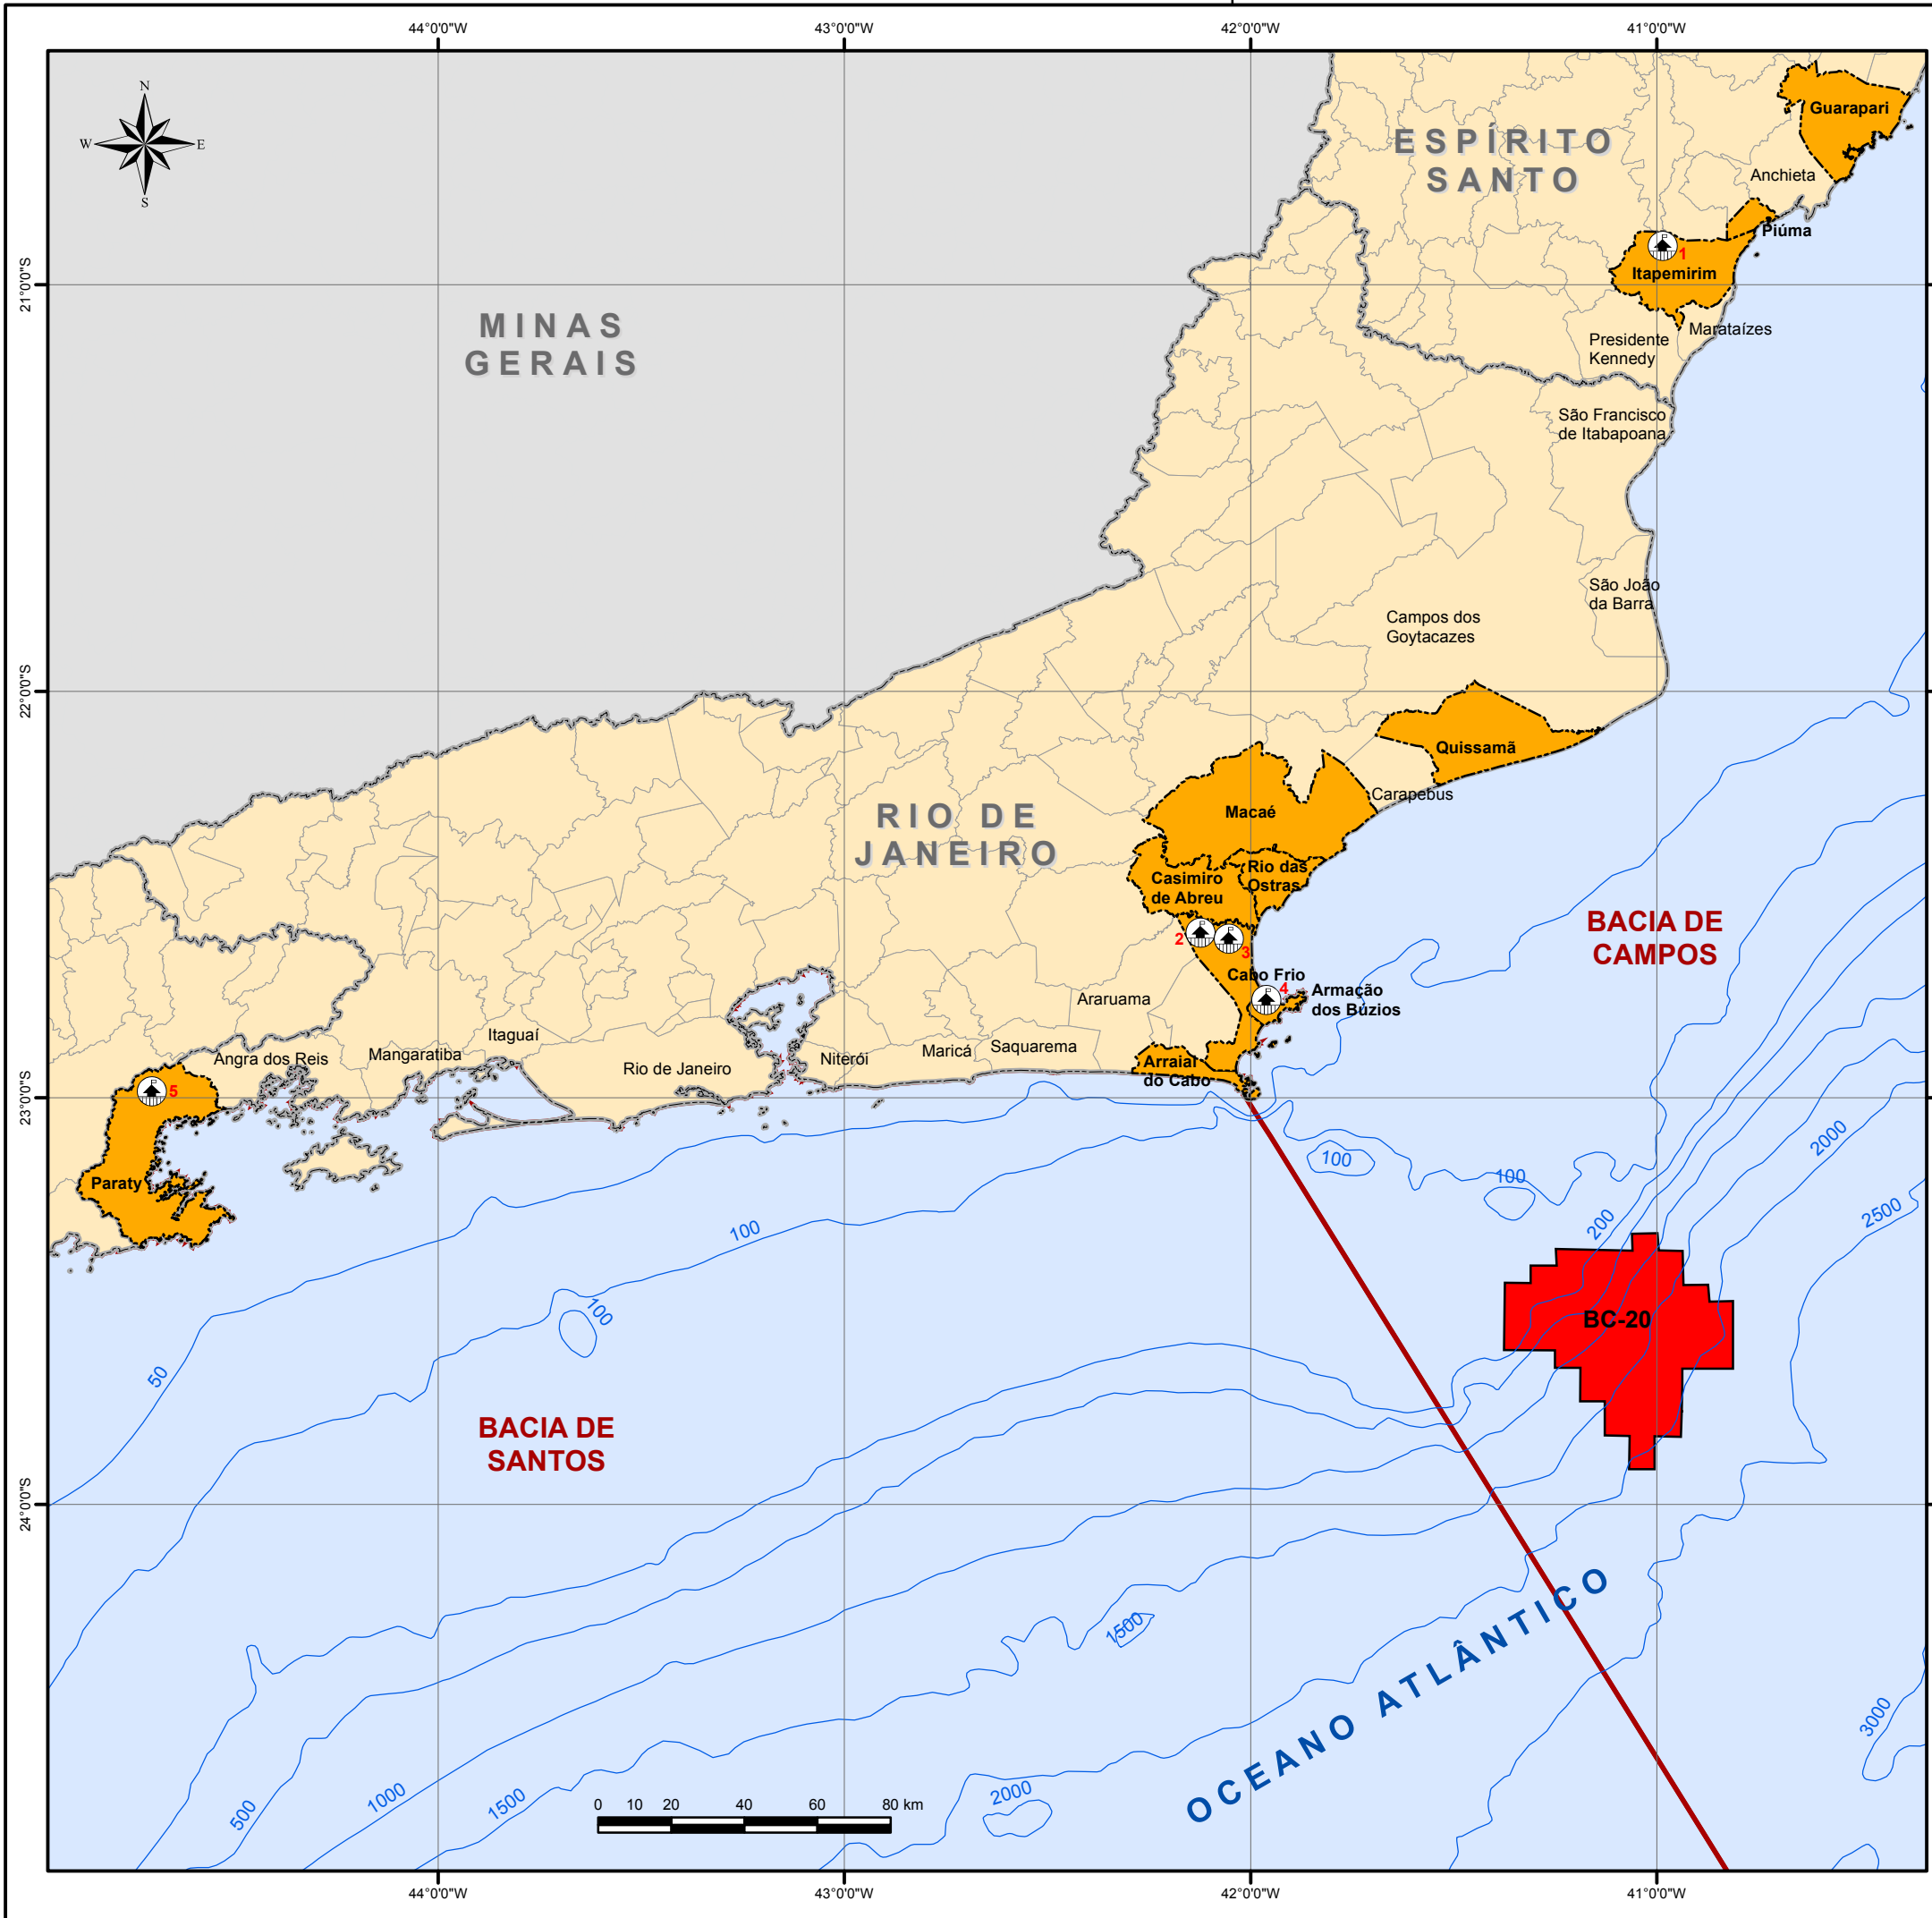 44°0'0"W
43°0'0"W
42°0'0"W
41°0'0"W
N
W
E
S
ESPÍRITO
SANTO
Guarapari
Anchieta
Piúma
1
Itapemirim
21°0'0"S
MINAS
GERAIS
Marataízes
Presidente
Kennedy
São Francisco
de Itabapoana
São João
da Barra
Campos dos
Goytacazes
22°0'0"S
Quissamã
Carapebus
Macaé
RIO DE
JANEIRO
Rio das
Ostras
Casimiro
de Abreu
BACIA DE
CAMPOS
2
3
Cabo Frio
4
Armação
dos Búzios
Araruama
Itaguaí
Angra dos Reis
Mangaratiba
Rio de Janeiro
Niterói
Maricá
Saquarema
Arraial
do Cabo
5
23°0'0"S
Paraty
100
100
2000
2500
200
100
100
50
BC-20
BACIA DE
SANTOS
24°0'0"S
OCEANO ATLÂNTICO
1500
3000
500
1000
1500
2000
0 10 20 40 60 80 km
44°0'0"W
43°0'0"W
42°0'0"W
41°0'0"W